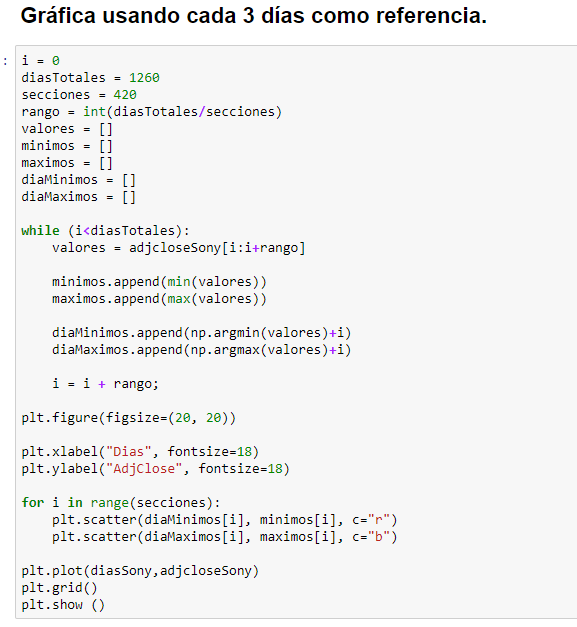 Gráfica usando cada 3 días como referencia.
: i = 0
diasTotales = 1260
secciones = 420
rango = int(diasTotales/secciones)
valores = []
minimos = []
maximos = []
diaMinimos = []
diaMaximos = []
while (i<diasTotales):
    valores = adjcloseSony[i:i+rango]
    minimos.append(min(valores))
    maximos.append(max(valores))
    diaMinimos.append(np.argmin(valores)+i)
    diaMaximos.append(np.argmax(valores)+i)
    i = i + rango;
plt.figure(figsize=(20, 20))
plt.xlabel("Dias", fontsize=18)
plt.ylabel("AdjClose", fontsize=18)
for i in range(secciones):
    plt.scatter(diaMinimos[i], minimos[i], c="r")
    plt.scatter(diaMaximos[i], maximos[i], c="b")
plt.plot(diasSony,adjcloseSony)
plt.grid()
plt.show ()